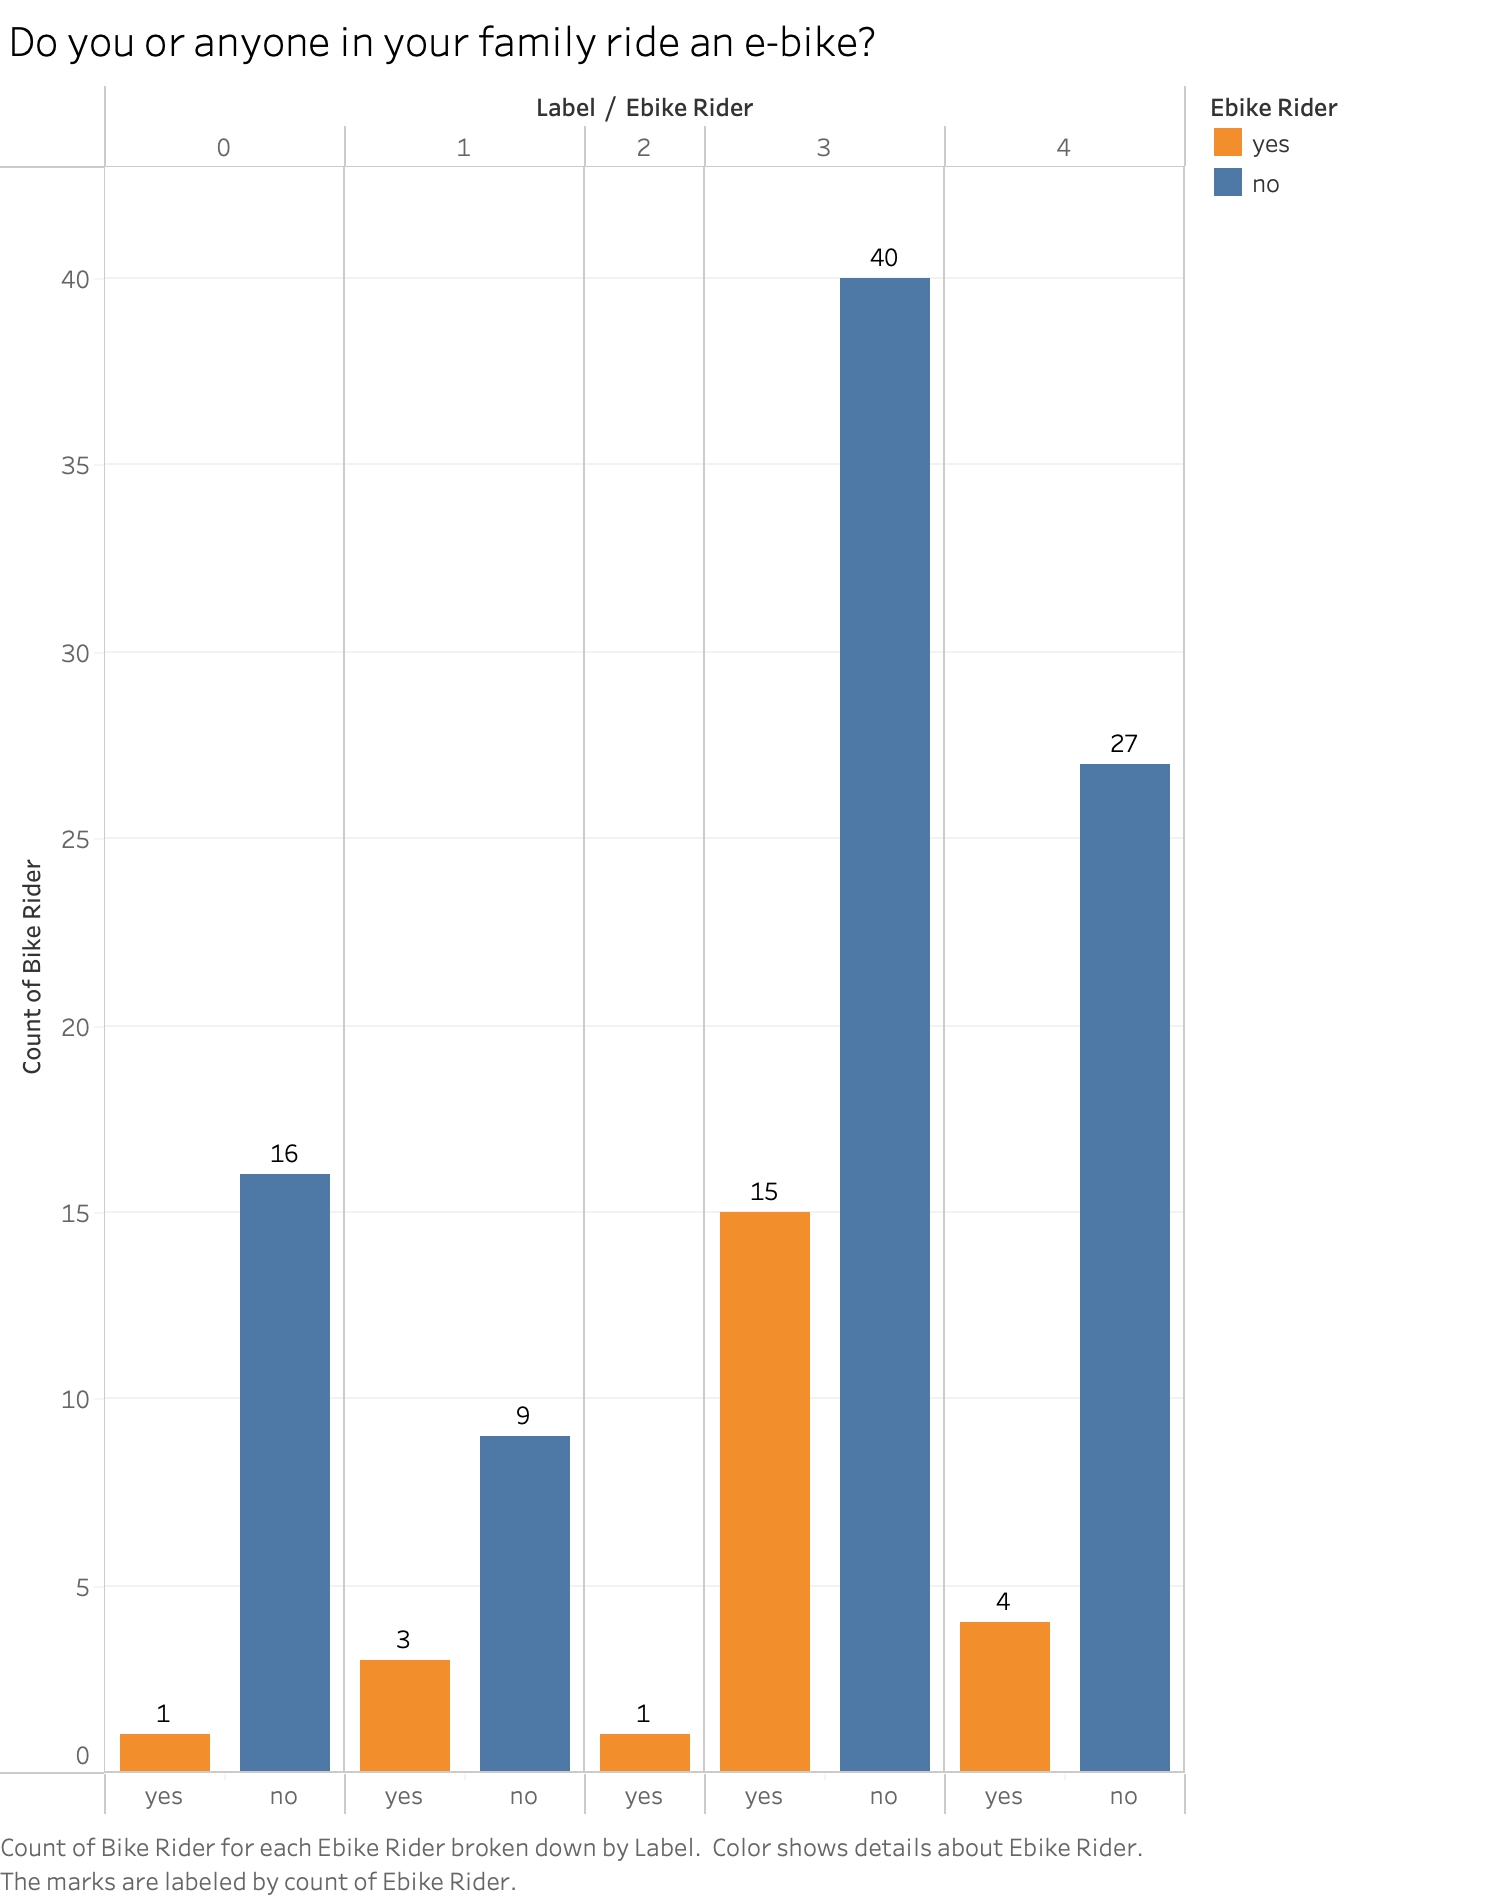 Do you or anyone in your family ride an e-bike?
Label / Ebike Rider
0 1 2 3 4
Ebike Rider
yes
no
Count of Bike Rider
40
35
30
25
20
15
10
5
0
1
16
3
9
1
15
40
4
27
yes no yes no yes yes no yes no
Count of Bike Rider for each Ebike Rider broken down by Label.  Color shows details about Ebike Rider.
The marks are labeled by count of Ebike Rider.